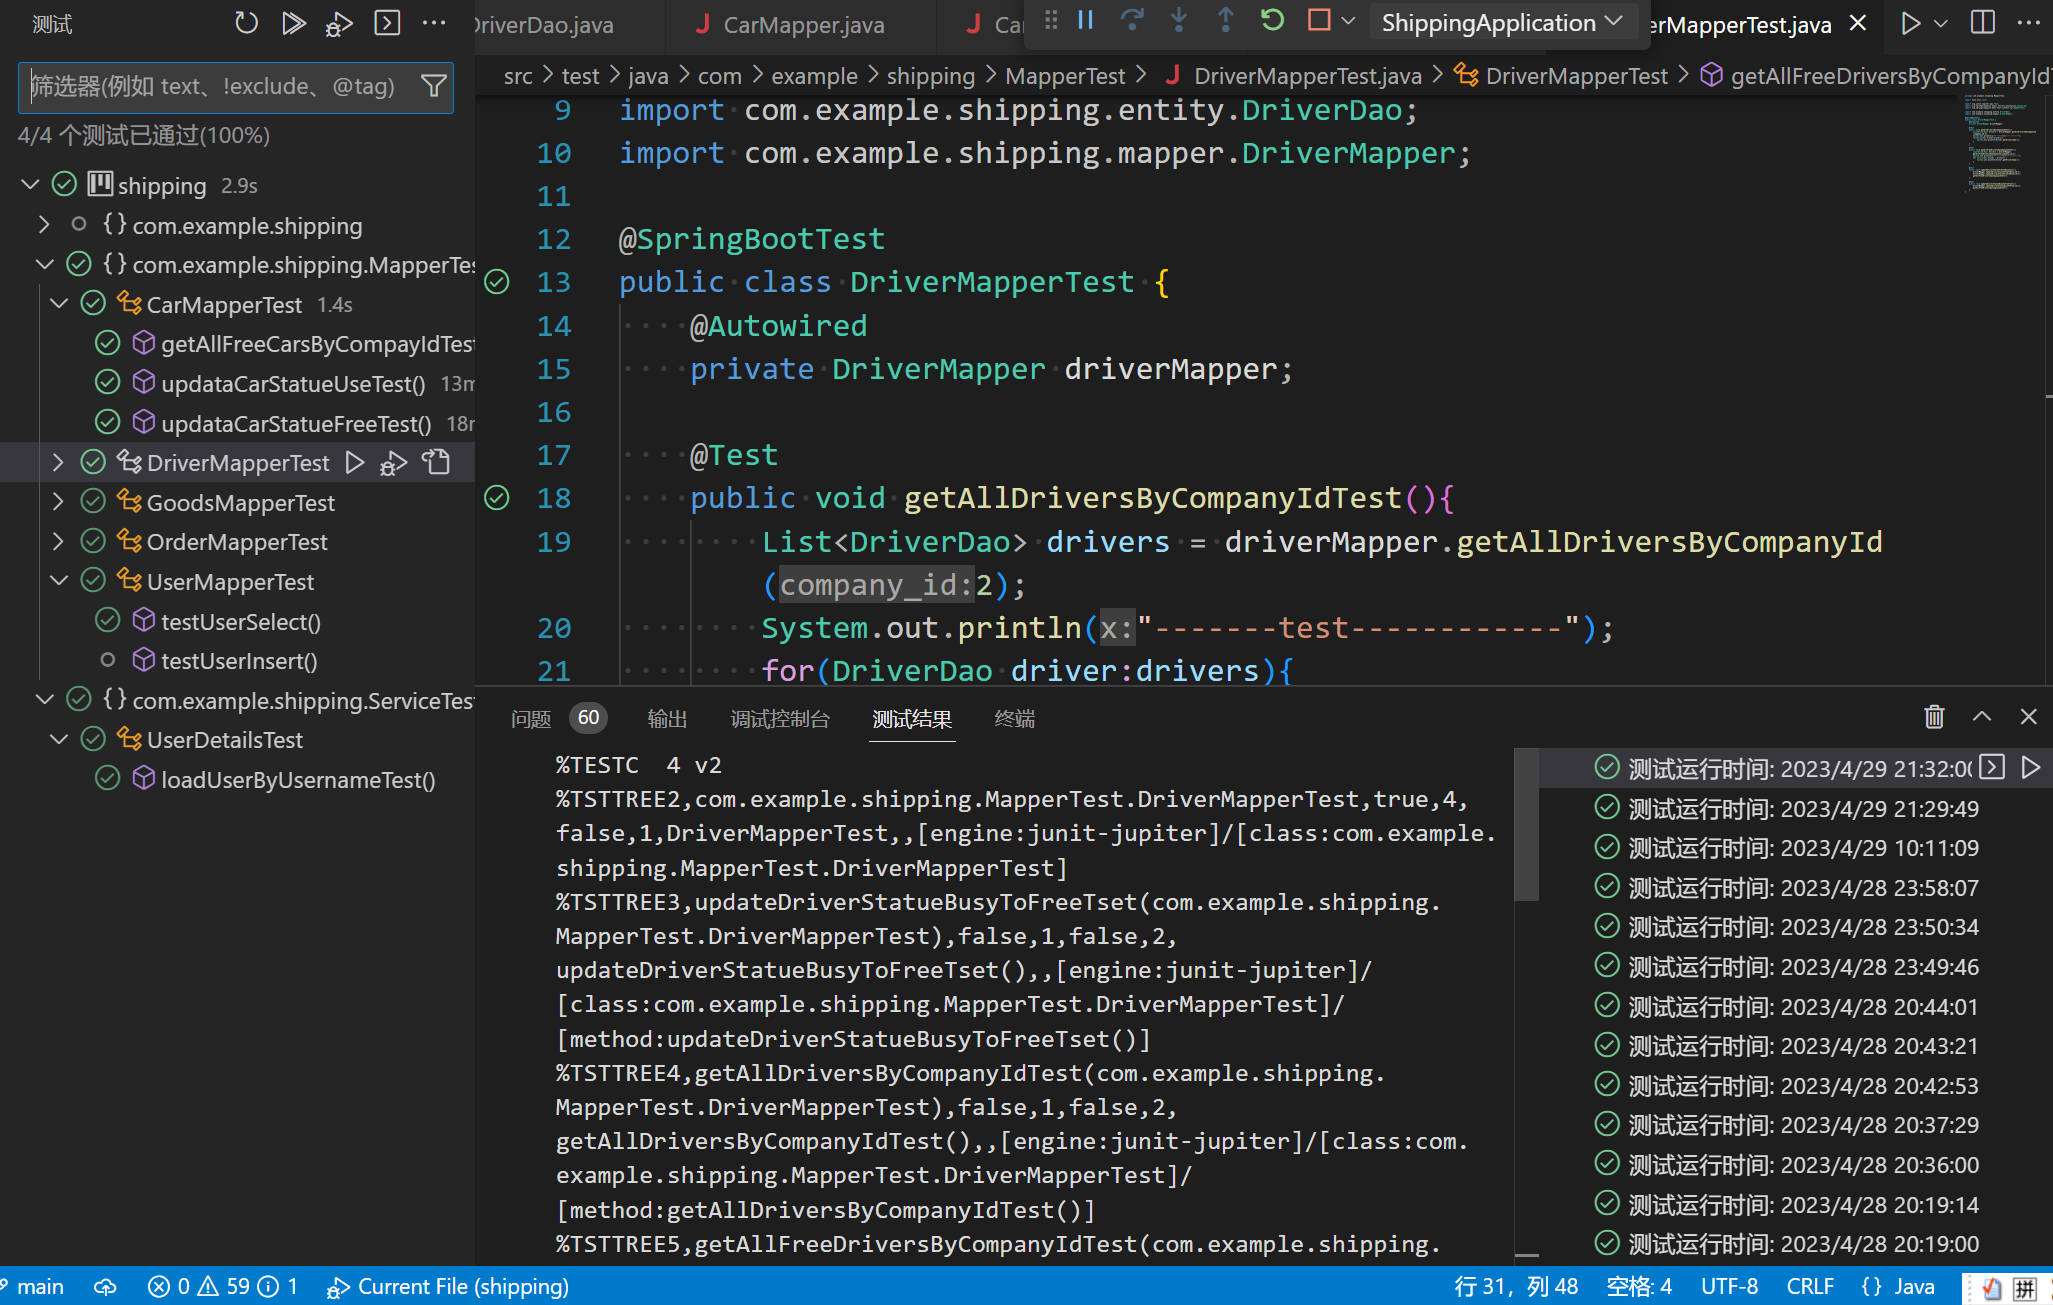 测试
筛选器(例如 text、!exclude、@tag)
4/4 个测试已通过(100%)
shipping 2.9s
{} com.example.shipping
{} com.example.shipping.MapperTes
CarMapperTest 1.4s
getAllFreeCarsByCompayIdTest
updataCarStatueUseTest() 13m
updataCarStatueFreeTest() 18m
DriverMapperTest
GoodsMapperTest
OrderMapperTest
UserMapperTest
testUserSelect()
testUserInsert()
{} com.example.shipping.ServiceTest
UserDetailsTest
loadUserByUsernameTest()
DriverDao.java
J CarMapper.java
J Ca
ShippingApplication
erMapperTest.java
src > test > java > com > example > shipping > MapperTest > J DriverMapperTest.java > DriverMapperTest > getAllFreeDriversByCompanyId
9 import com.example.shipping.entity.DriverDao;
10 import com.example.shipping.mapper.DriverMapper;
11
12 @SpringBootTest
13 public class DriverMapperTest {
14 @Autowired
15 private DriverMapper driverMapper;
16
17 @Test
18 public void getAllDriversByCompanyIdTest(){
19 List<DriverDao> drivers = driverMapper.getAllDriversByCompanyId
(company_id:2);
20 System.out.println(x:"-------test------------");
21 for(DriverDao driver:drivers){
问题 60 输出 调试控制台 测试结果 终端
%TESTC  4 v2
%TSTTREE2,com.example.shipping.MapperTest.DriverMapperTest,true,4,
false,1,DriverMapperTest,,[engine:junit-jupiter]/[class:com.example.
shipping.MapperTest.DriverMapperTest]
%TSTTREE3,updateDriverStatueBusyToFreeTset(com.example.shipping.
MapperTest.DriverMapperTest),false,1,false,2,
updateDriverStatueBusyToFreeTset(),,[engine:junit-jupiter]/
[class:com.example.shipping.MapperTest.DriverMapperTest]/
[method:updateDriverStatueBusyToFreeTset()]
%TSTTREE4,getAllDriversByCompanyIdTest(com.example.shipping.
MapperTest.DriverMapperTest),false,1,false,2,
getAllDriversByCompanyIdTest(),,[engine:junit-jupiter]/[class:com.
example.shipping.MapperTest.DriverMapperTest]/
[method:getAllDriversByCompanyIdTest()]
%TSTTREE5,getAllFreeDriversByCompanyIdTest(com.example.shipping.
测试运行时间: 2023/4/29 21:32:00
测试运行时间: 2023/4/29 21:29:49
测试运行时间: 2023/4/29 10:11:09
测试运行时间: 2023/4/28 23:58:07
测试运行时间: 2023/4/28 23:50:34
测试运行时间: 2023/4/28 23:49:46
测试运行时间: 2023/4/28 20:44:01
测试运行时间: 2023/4/28 20:43:21
测试运行时间: 2023/4/28 20:42:53
测试运行时间: 2023/4/28 20:37:29
测试运行时间: 2023/4/28 20:36:00
测试运行时间: 2023/4/28 20:19:14
测试运行时间: 2023/4/28 20:19:00
main 0 59 1 Current File (shipping) 行 31，列 48 空格: 4 UTF-8 CRLF {} Java 拼